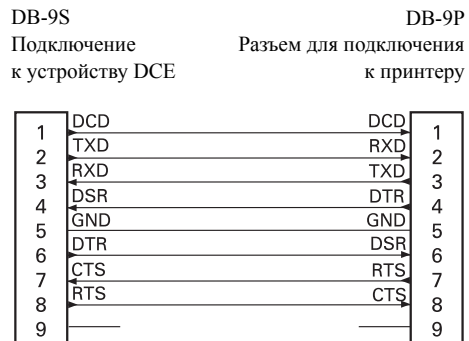 DB-9S DB-9P
Подключение Разъем для подключения
к устройству DCE к принтеру
1 DCD DCD 1
2 TXD RXD 2
3 RXD TXD 3
4 DSR DTR 4
5 GND GND 5
6 DTR DSR 6
7 CTS RTS 7
8 RTS CTS 8
9 9